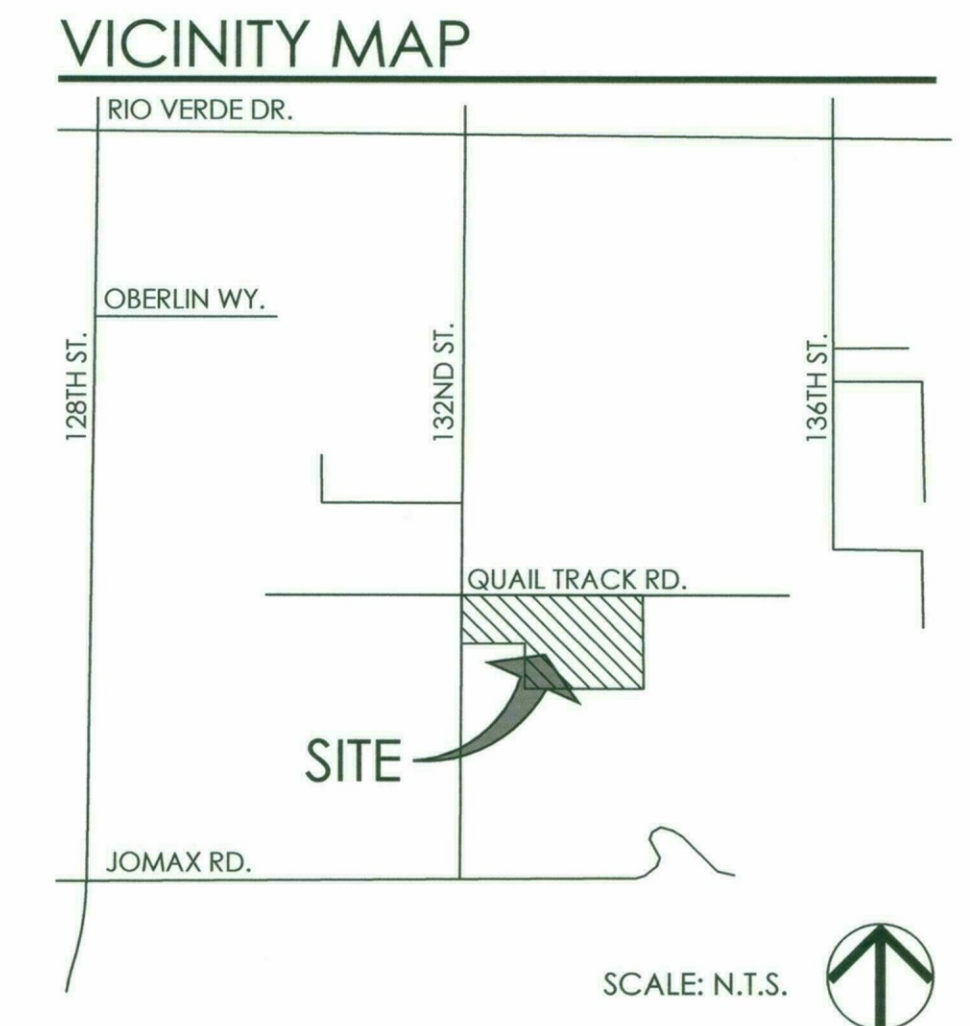 VICINITY MAP
RIO VERDE DR.
OBERLIN WY.
128TH ST.
132ND ST.
136TH ST.
QUAIL TRACK RD.
SITE
JOMAX RD.
SCALE: N.T.S.